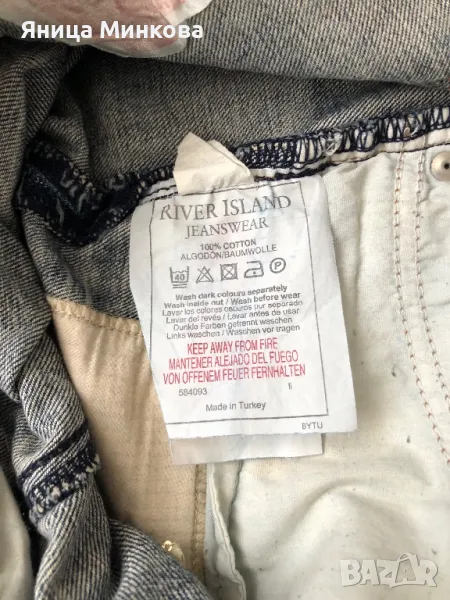 Яница Минкова
RIVER ISLAND
JEANSWEAR
100% COTTON
ALGODÓN/BAUMWOLLE
40 P
Wash dark colours separately
Wash inside out / Wash before wear
Lavar los colores oscuros por separado
Lavar del revés / Lavar antes de usar
Dunkle Farben getrennt waschen
Links waschen / Waschen vor tragen
KEEP AWAY FROM FIRE
MANTENER ALEJADO DEL FUEGO
VON OFFENEM FEUER FERNHALTEN
584093
Made in Turkey
BYTU
BAZAR